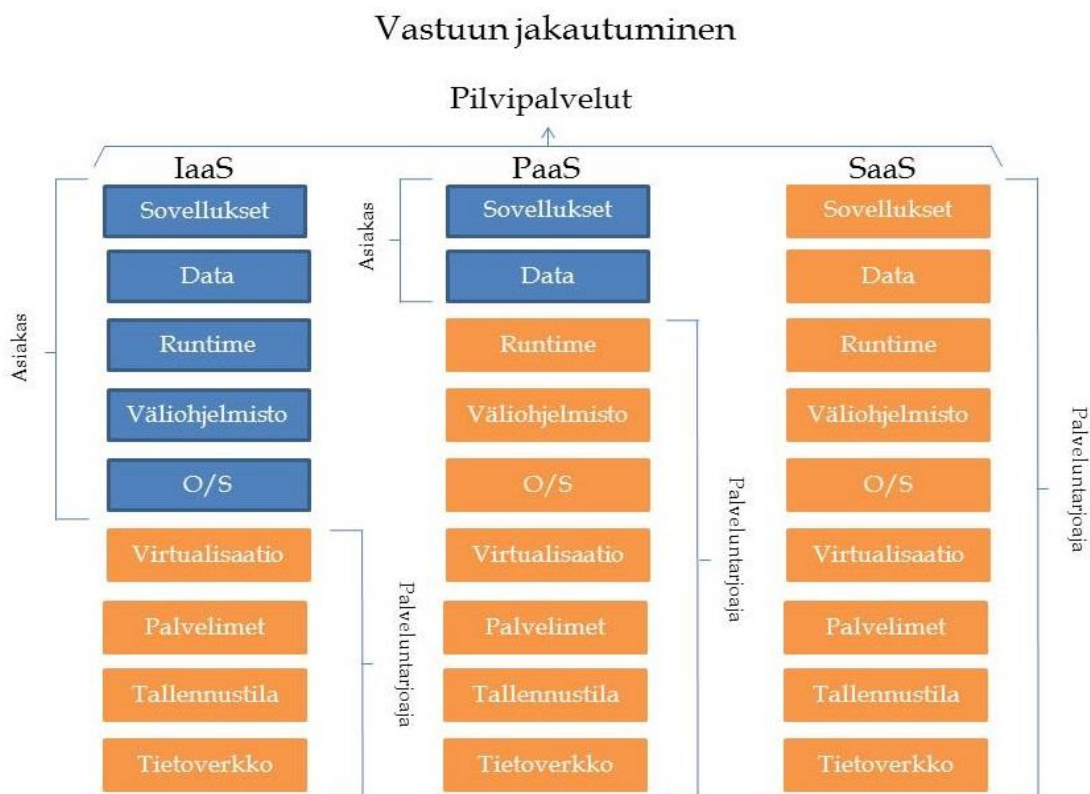 Vastuun jakautuminen
Pilvipalvelut
IaaS
Asiakas
Sovellukset
Data
Runtime
Väliohjelmisto
O/S
Virtualisaatio
Palvelimet
Tallennustila
Tietoverkko
Palveluntarjoaja
PaaS
Asiakas
Sovellukset
Data
Runtime
Väliohjelmisto
O/S
Virtualisaatio
Palvelimet
Tallennustila
Tietoverkko
Palveluntarjoaja
SaaS
Sovellukset
Data
Runtime
Väliohjelmisto
O/S
Virtualisaatio
Palvelimet
Tallennustila
Tietoverkko
Palveluntarjoaja